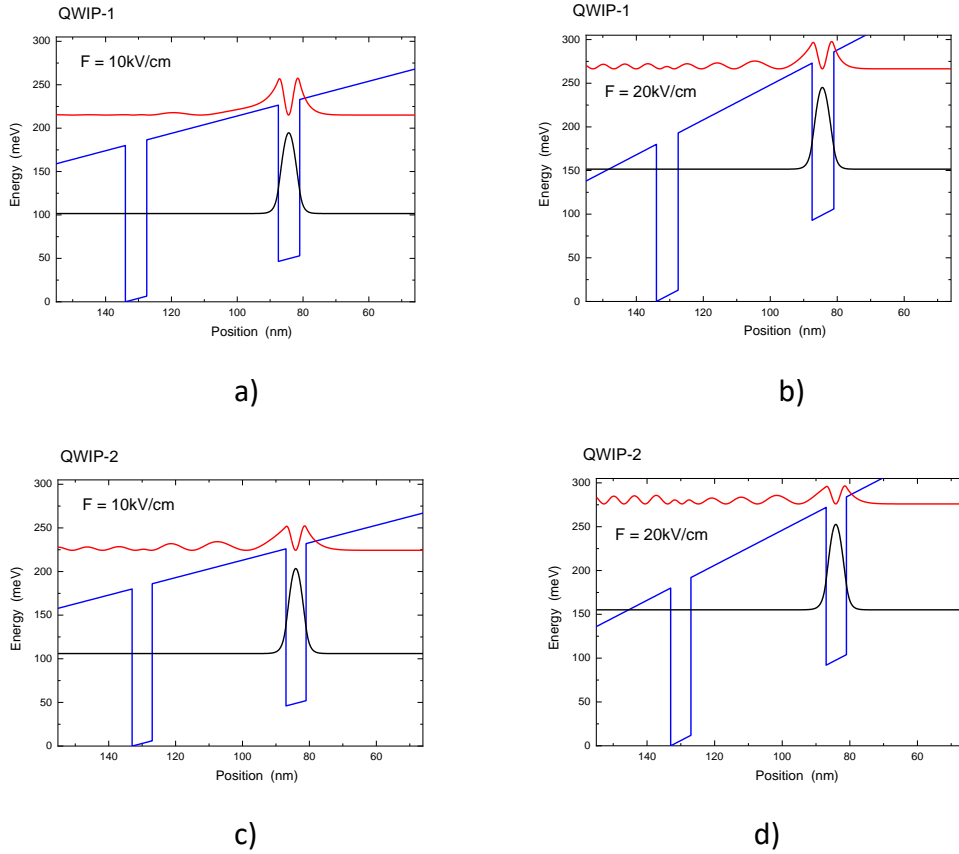 QWIP-1
F = 10kV/cm
300
250
200
150
100
50
0
Energy (meV)
140 120 100 80 60
Position (nm)
a)
QWIP-1
F = 20kV/cm
300
250
200
150
100
50
0
Energy (meV)
140 120 100 80 60
Position (nm)
b)
QWIP-2
F = 10kV/cm
300
250
200
150
100
50
0
Energy (meV)
140 120 100 80 60
Position (nm)
c)
QWIP-2
F = 20kV/cm
300
250
200
150
100
50
0
Energy (meV)
140 120 100 80 60
Position (nm)
d)